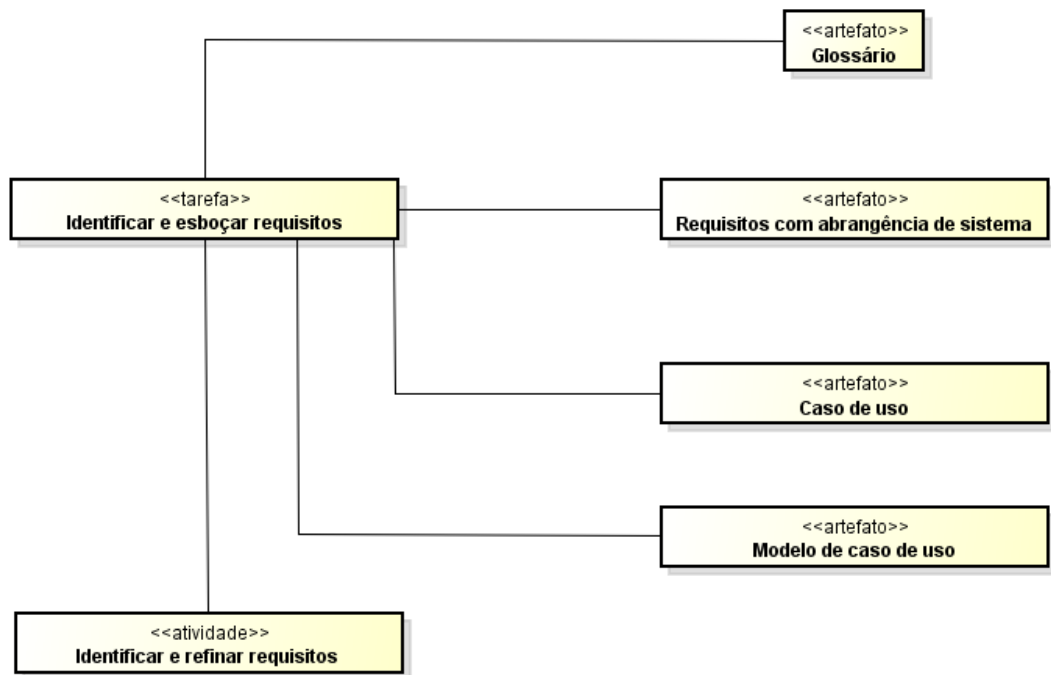 <<artefato>>
Glossário
<<tarefa>>
Identificar e esboçar requisitos
<<artefato>>
Requisitos com abrangência de sistema
<<artefato>>
Caso de uso
<<artefato>>
Modelo de caso de uso
<<atividade>>
Identificar e refinar requisitos